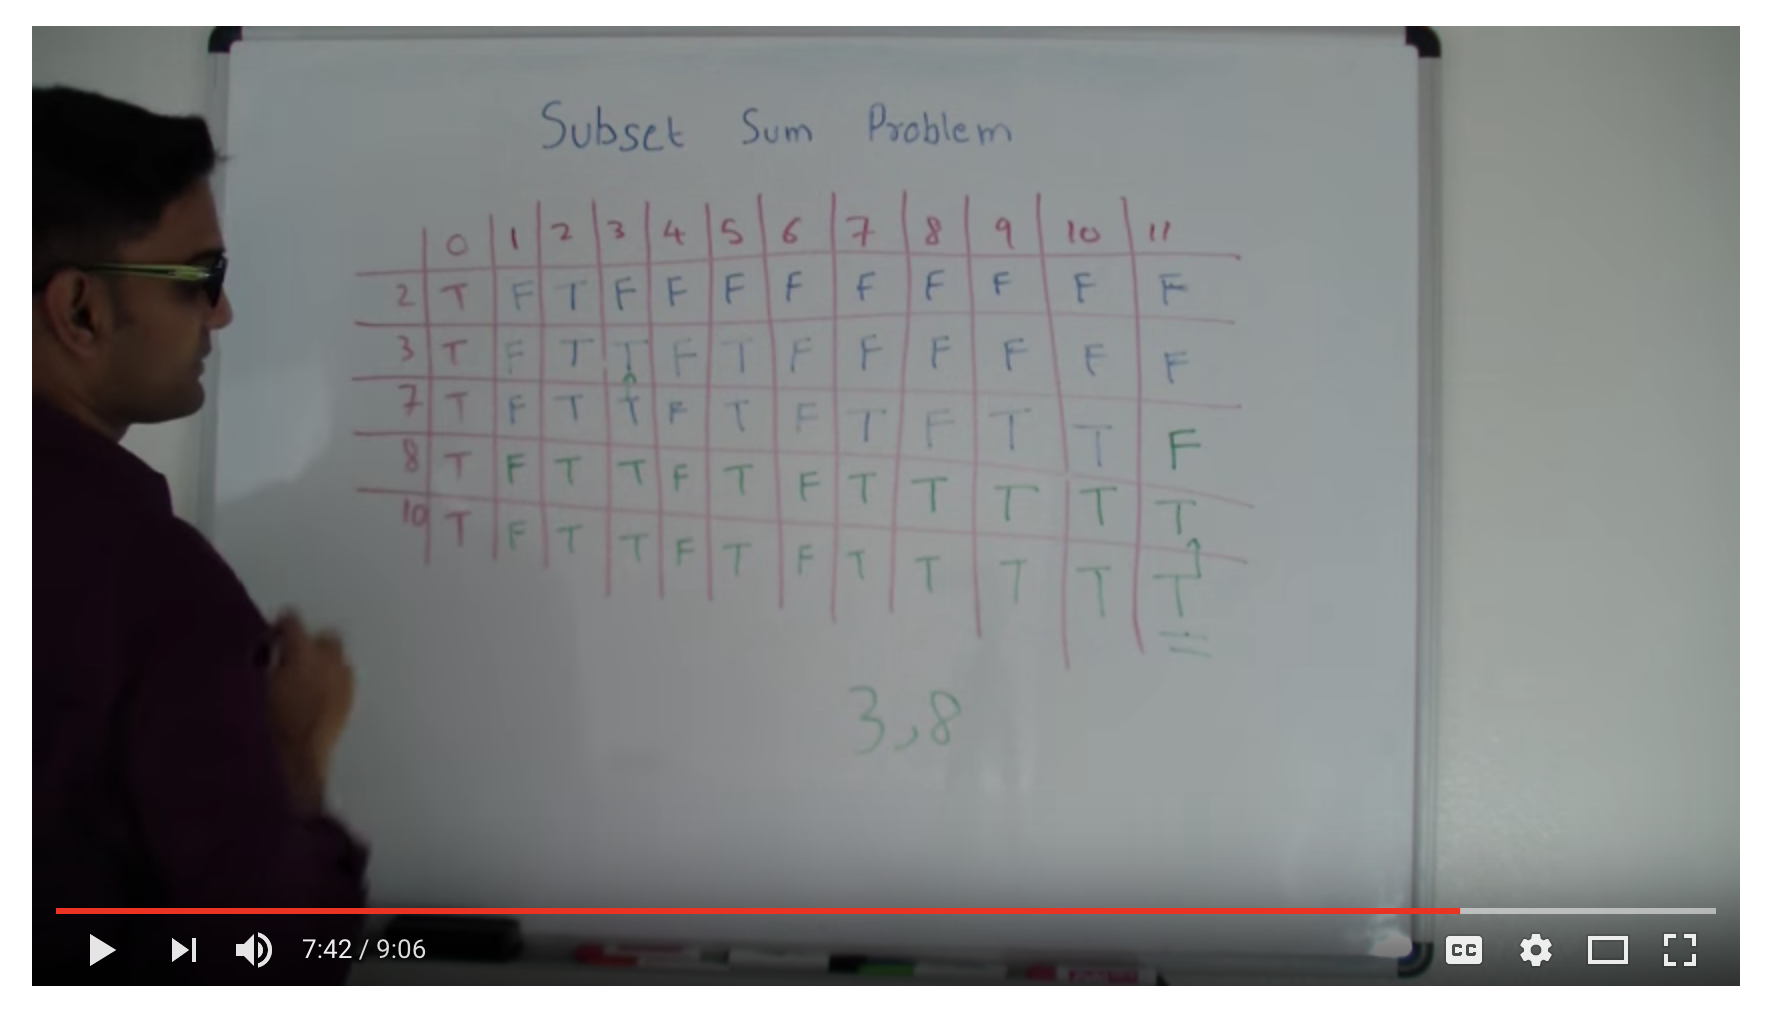 Subset Sum Problem
0 1 2 3 4 5 6 7 8 9 10 11
2 T F T F F F F F F F F F
3 T F T T F T F F F F F F
7 T F T T F T F T F T T F
8 T F T T F T F T T T T T
10 T F T T F T F T T T T T
3,8
7:42 / 9:06
CC